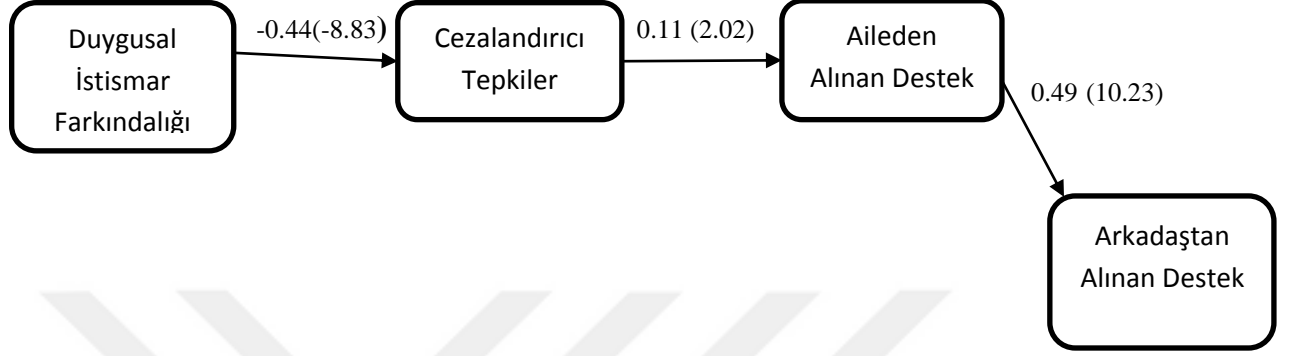 Duygusal
İstismar
Farkındalığı
-0.44(-8.83)
Cezalandırıcı
Tepkiler
0.11 (2.02)
Aileden
Alınan Destek
0.49 (10.23)
Arkadaştan
Alınan Destek